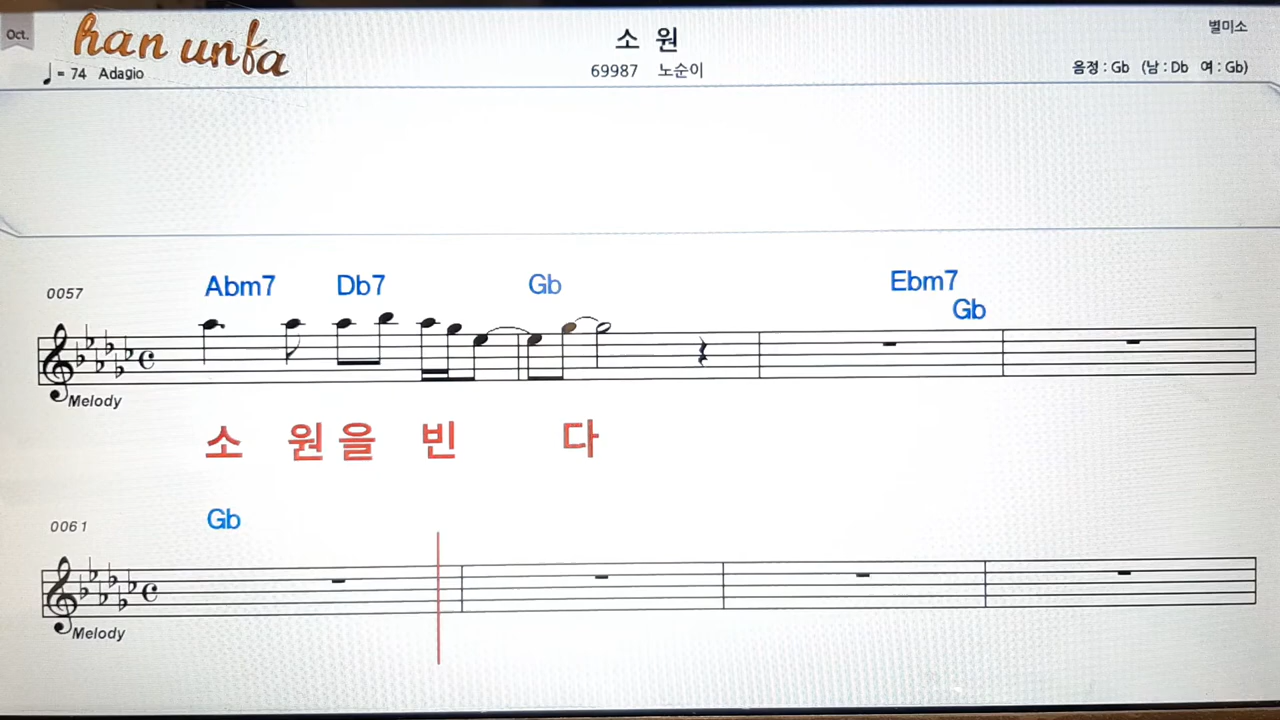 Oct.
han unfa
소 원
별미소
♩= 74 Adagio
69987 노순이
음정 : Gb (남 : Db 여 : Gb)
Abm7 Db7 Gb Ebm7
Gb
0057
Melody
소 원 을 빈 다
0061
Gb
Melody